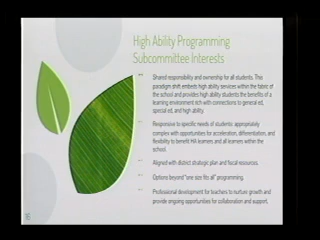 High Ability Programming
Subcommittee Interests
Shared responsibility and ownership for all students. This
paradigm shift embeds high ability services within the fabric of
the school and provides high ability students the benefits of a
learning environment rich with connections to general ed,
special ed, and high ability.
Responsive to specific needs of students: appropriately
complex with opportunities for acceleration, differentiation, and
flexibility to benefit HA learners and all learners within the
school.
Aligned with district strategic plan and fiscal resources.
Options beyond "one size fits all" programming.
Professional development for teachers to nurture growth and
provide ongoing opportunities for collaboration and support.
16